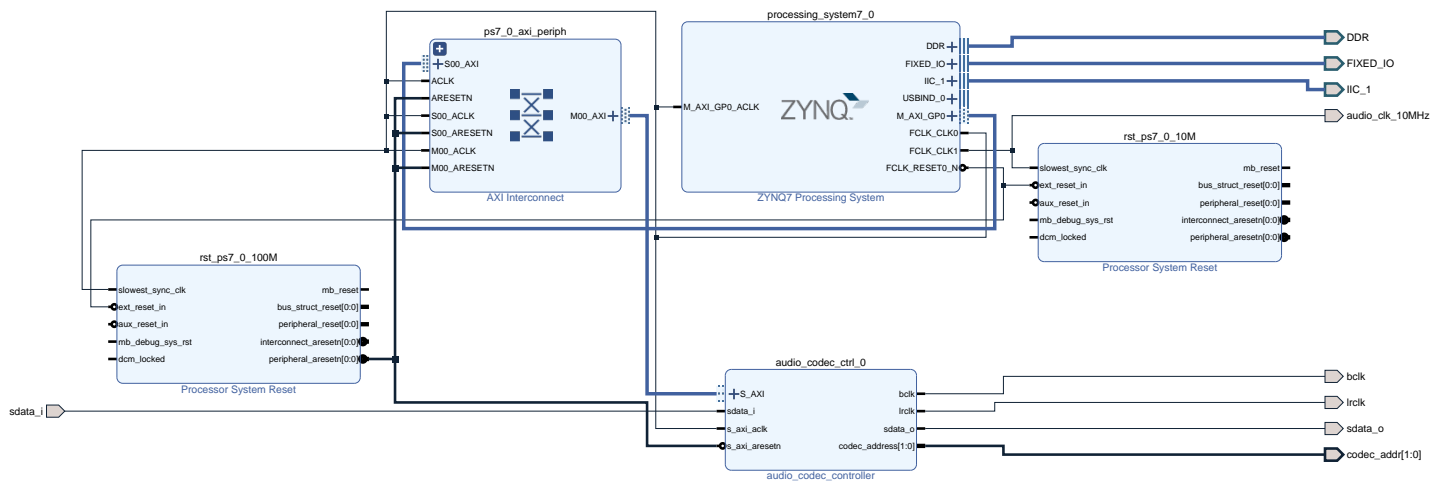 ps7_0_axi_periph
S00_AXI
ACLK
ARESETN
S00_ACLK
S00_ARESETN
M00_ACLK
M00_ARESETN
M00_AXI
AXI Interconnect
processing_system7_0
M_AXI_GP0_ACLK
ZYNQ
DDR
FIXED_IO
IIC_1
USBIND_0
M_AXI_GP0
FCLK_CLK0
FCLK_CLK1
FCLK_RESET0_N
ZYNQ7 Processing System
DDR
FIXED_IO
IIC_1
audio_clk_10MHz
rst_ps7_0_10M
slowest_sync_clk
ext_reset_in
aux_reset_in
mb_debug_sys_rst
dcm_locked
mb_reset
bus_struct_reset[0:0]
peripheral_reset[0:0]
interconnect_aresetn[0:0]
peripheral_aresetn[0:0]
Processor System Reset
rst_ps7_0_100M
slowest_sync_clk
ext_reset_in
aux_reset_in
mb_debug_sys_rst
dcm_locked
mb_reset
bus_struct_reset[0:0]
peripheral_reset[0:0]
interconnect_aresetn[0:0]
peripheral_aresetn[0:0]
Processor System Reset
sdata_i
audio_codec_ctrl_0
S_AXI
sdata_i
s_axi_aclk
s_axi_aresetn
bclk
lrclk
sdata_o
codec_address[1:0]
audio_codec_controller
bclk
lrclk
sdata_o
codec_addr[1:0]